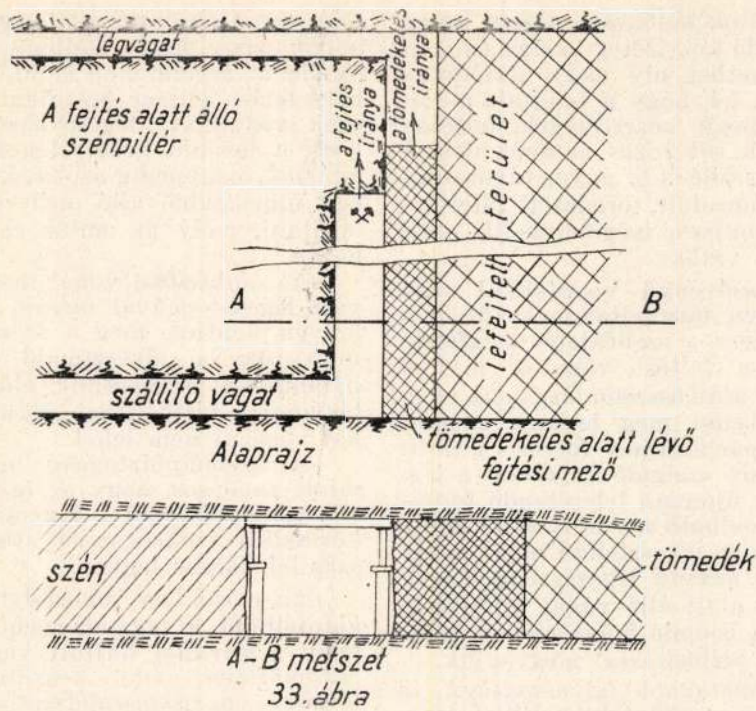 légvágat
A fejtés alatt álló
szénpillér
a fejtés
iránya
a tömedékelés
iránya
lefejtett terület
A
B
szállító vágat
Alaprajz
tömedékelés alatt lévő
fejtési mező
szén
tömedék
A-B metszet
33. ábra